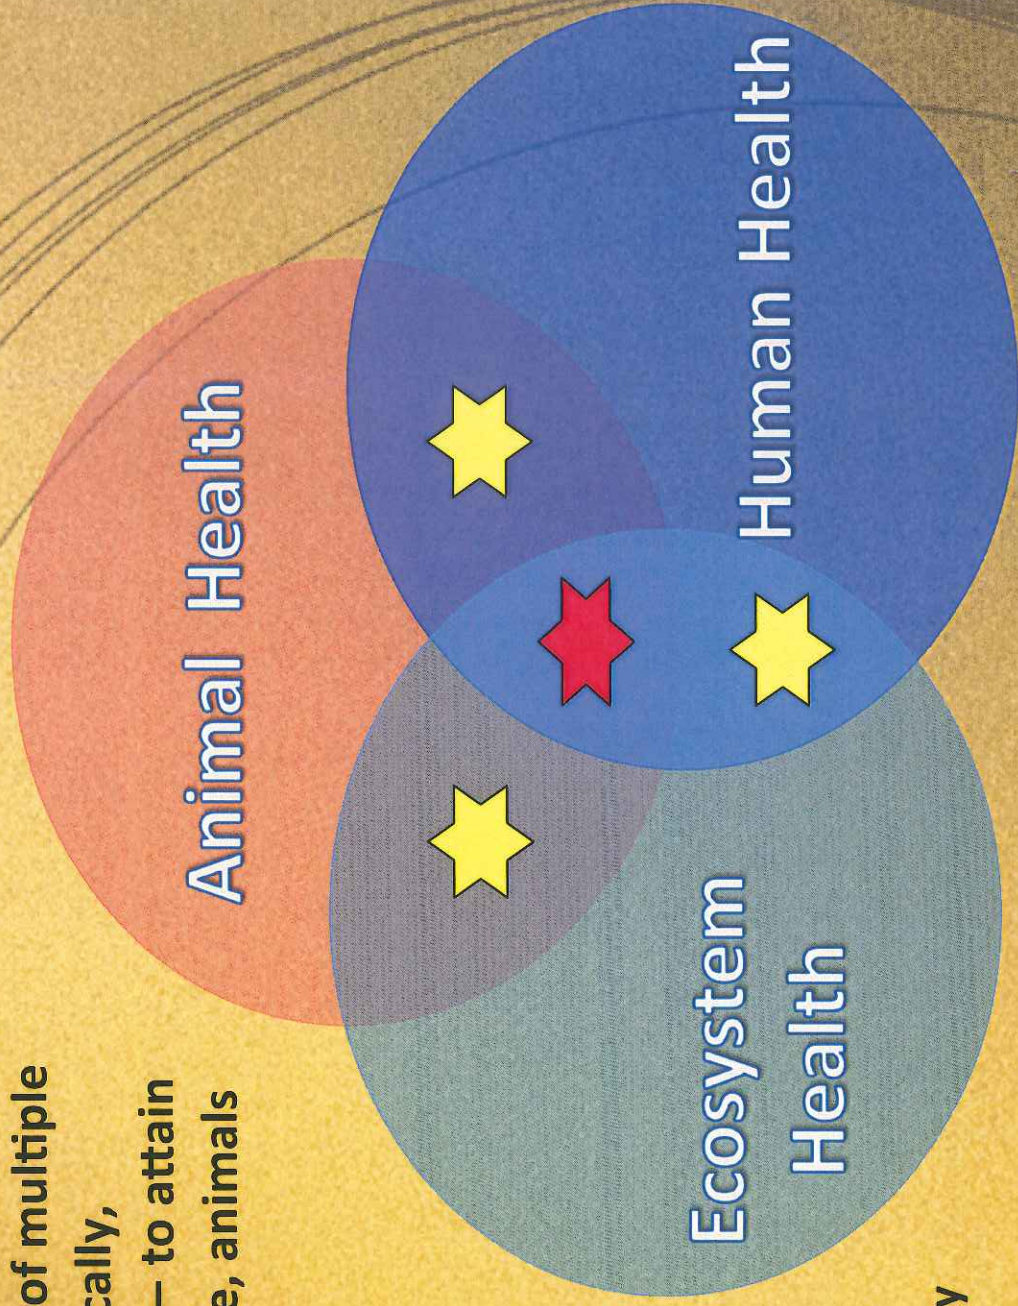 of multiple
cally,
– to attain
e, animals
Animal Health
Ecosystem
Health
Human Health
y